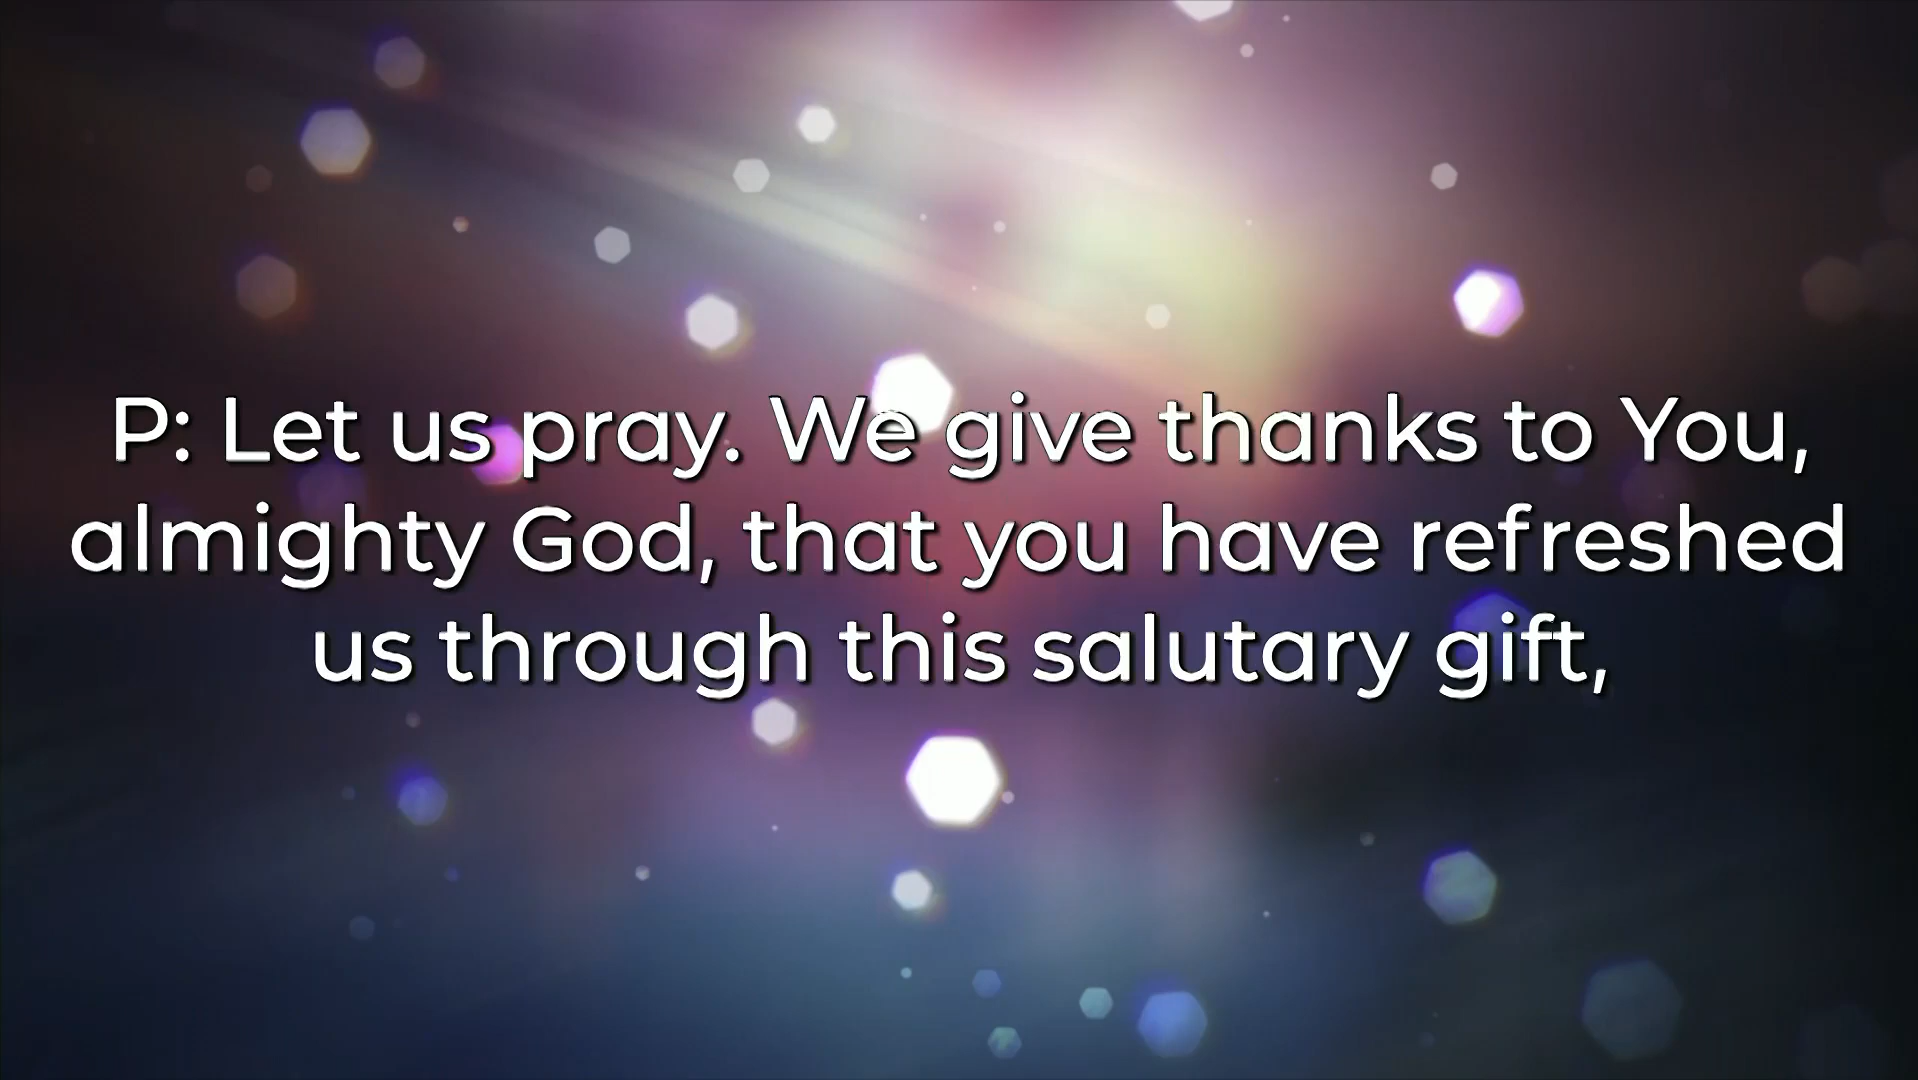 P: Let us pray. We give thanks to You,
almighty God, that you have refreshed
us through this salutary gift,